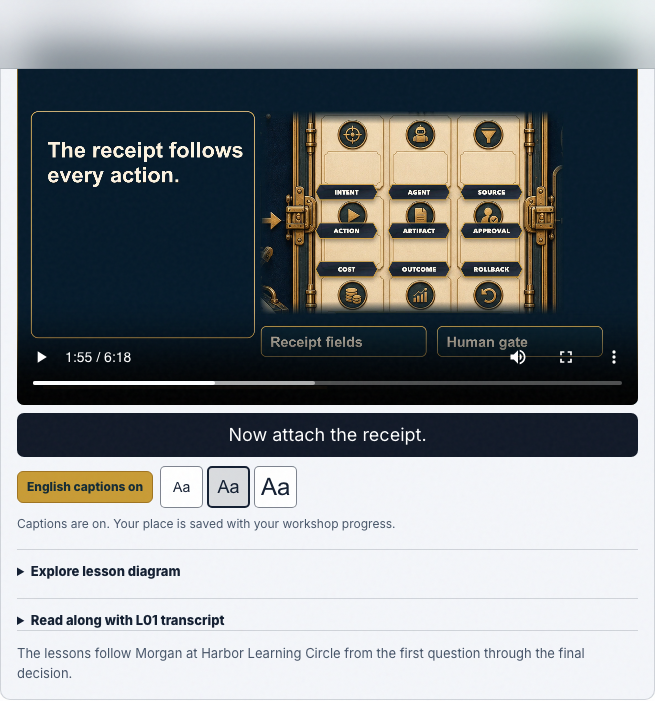 The receipt follows
every action.
INTENT
AGENT
SOURCE
ACTION
ARTIFACT
APPROVAL
COST
OUTCOME
ROLLBACK
Receipt fields
Human gate
1:55 / 6:18
Now attach the receipt.
English captions on
Aa
Aa
Aa
Captions are on. Your place is saved with your workshop progress.
Explore lesson diagram
Read along with L01 transcript
The lessons follow Morgan at Harbor Learning Circle from the first question through the final
decision.